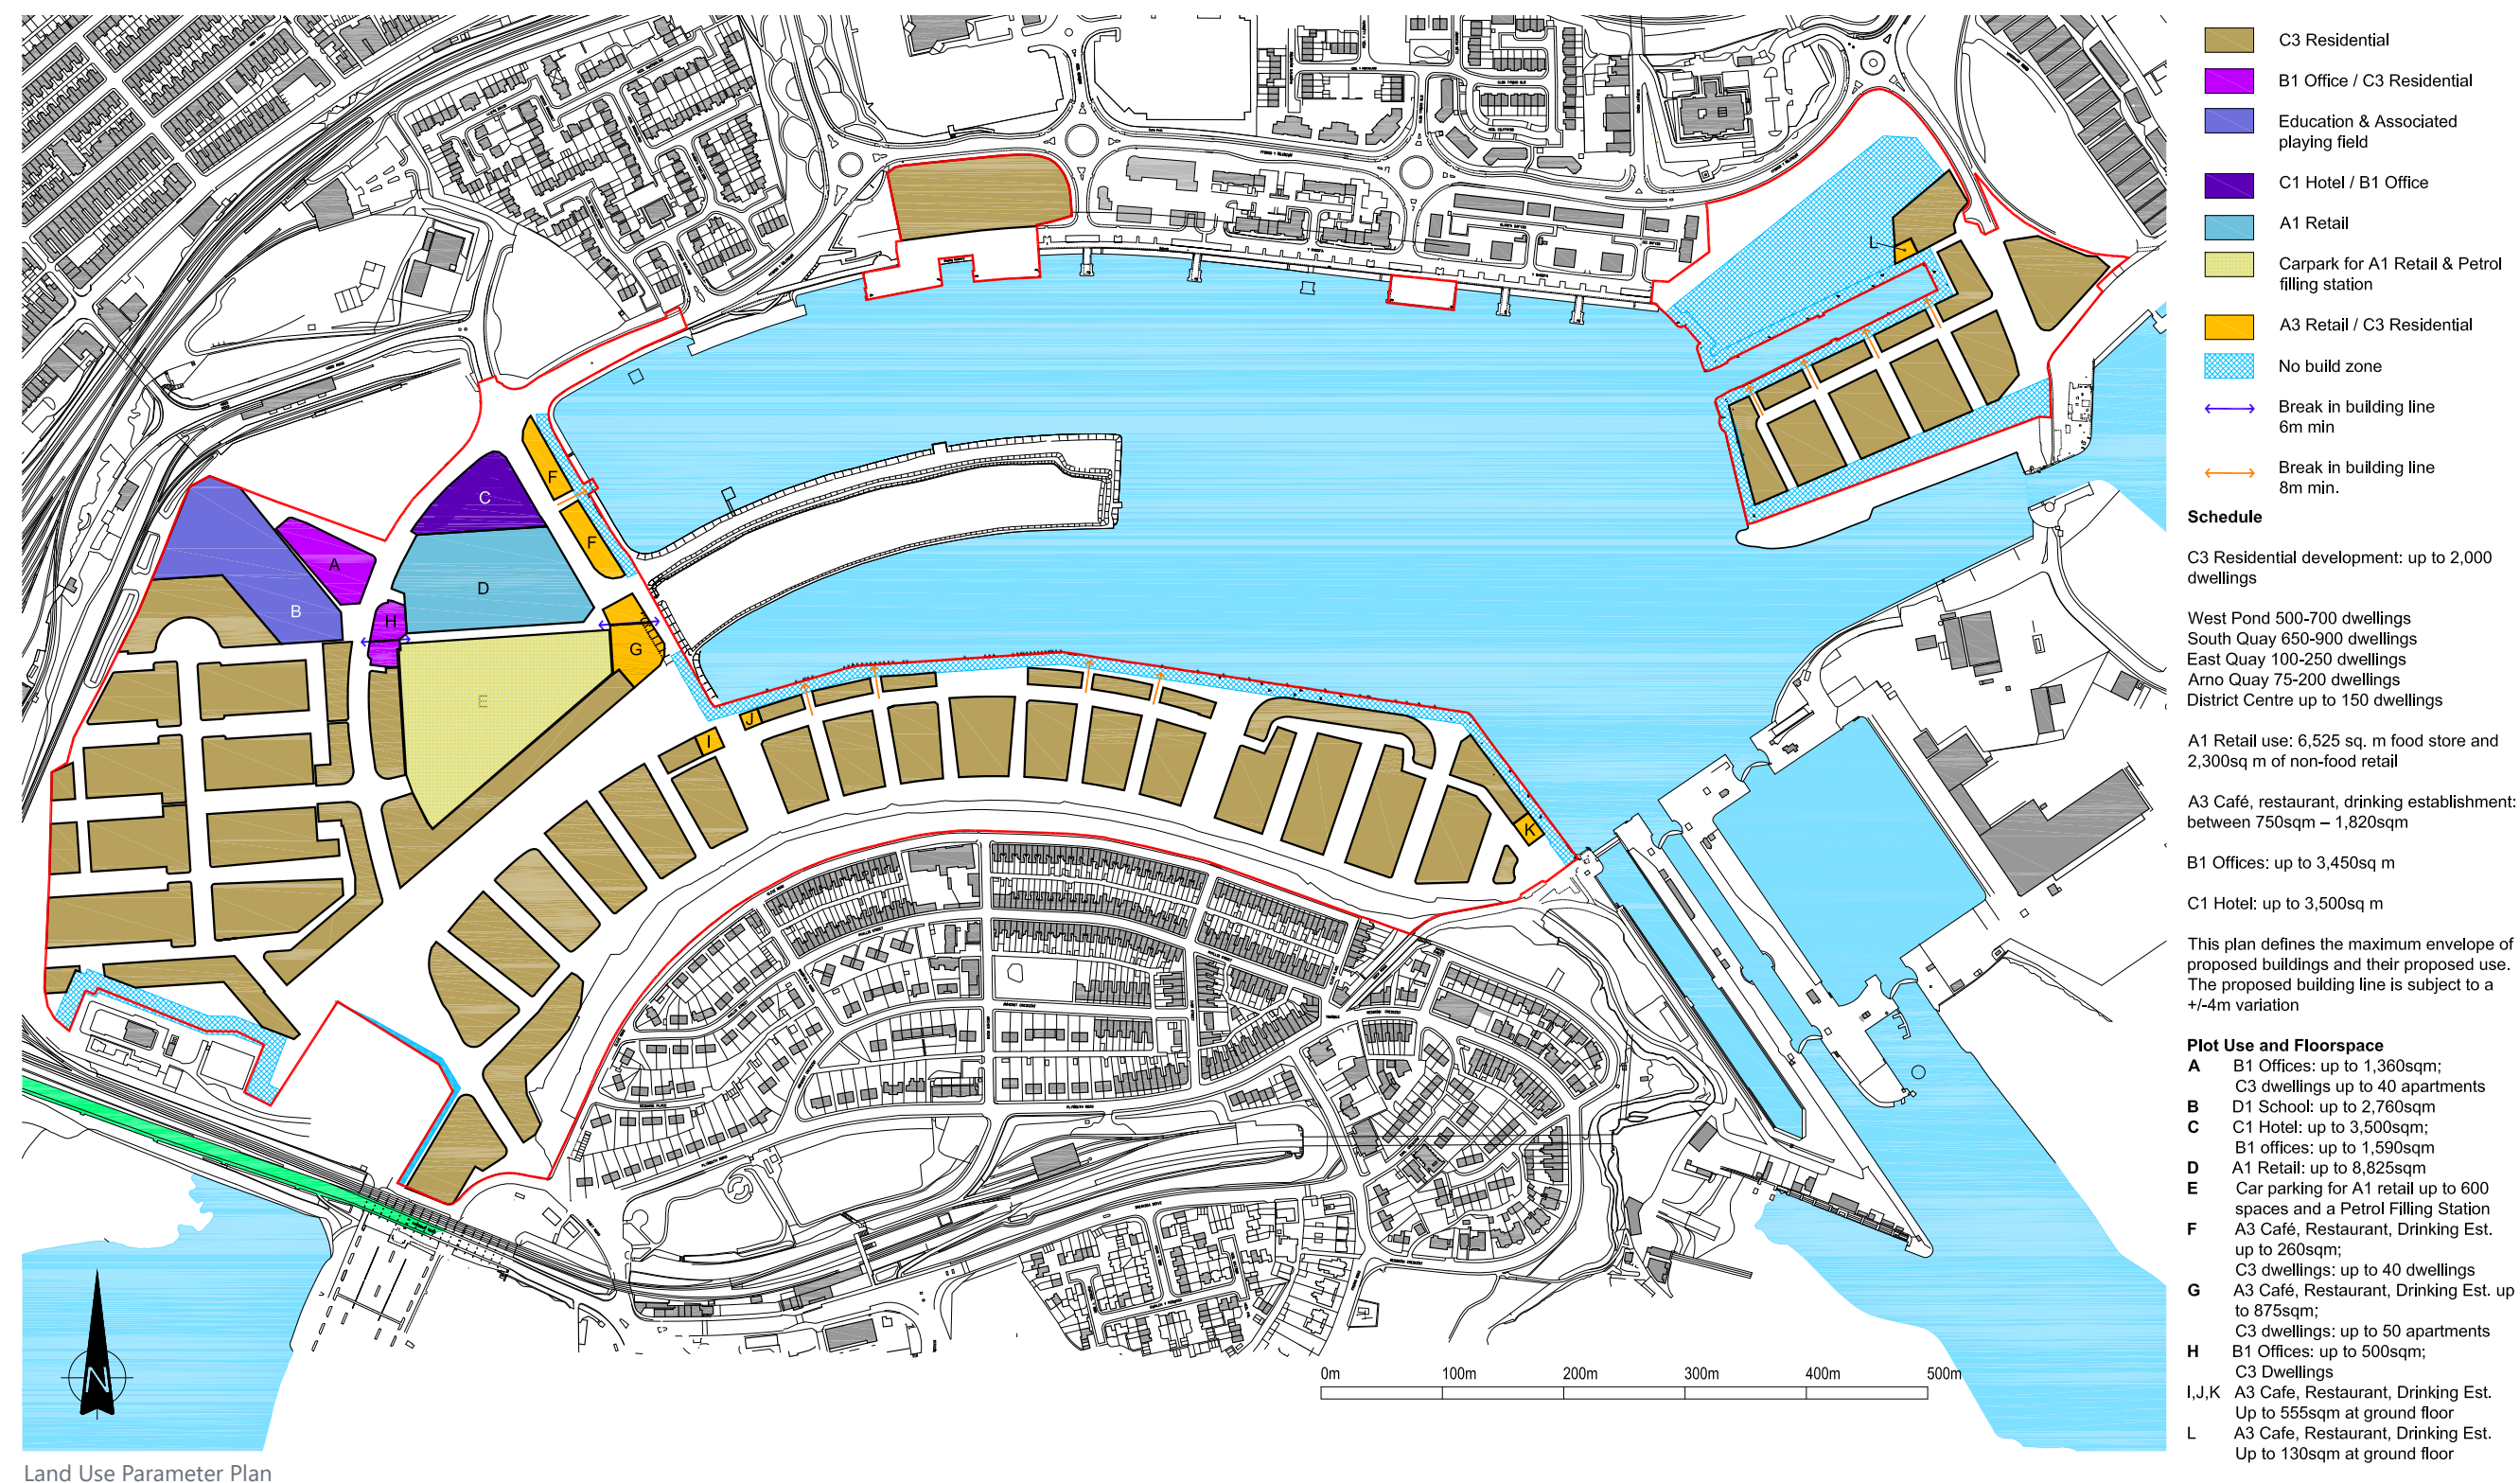 C3 Residential
B1 Office / C3 Residential
Education & Associated
playing field
C1 Hotel / B1 Office
A1 Retail
Carpark for A1 Retail & Petrol
filling station
A3 Retail / C3 Residential
No build zone
Break in building line
6m min
Break in building line
8m min.
Schedule
C3 Residential development: up to 2,000
dwellings
West Pond 500-700 dwellings
South Quay 650-900 dwellings
East Quay 100-250 dwellings
Arno Quay 75-200 dwellings
District Centre up to 150 dwellings
A1 Retail use: 6,525 sq. m food store and
2,300sq m of non-food retail
A3 Café, restaurant, drinking establishment:
between 750sqm – 1,820sqm
B1 Offices: up to 3,450sq m
C1 Hotel: up to 3,500sq m
This plan defines the maximum envelope of
proposed buildings and their proposed use.
The proposed building line is subject to a
+/-4m variation
Plot Use and Floorspace
A B1 Offices: up to 1,360sqm;
C3 dwellings up to 40 apartments
B D1 School: up to 2,760sqm
C C1 Hotel: up to 3,500sqm;
B1 offices: up to 1,590sqm
D A1 Retail: up to 8,825sqm
E Car parking for A1 retail up to 600
spaces and a Petrol Filling Station
F A3 Café, Restaurant, Drinking Est.
up to 260sqm;
C3 dwellings: up to 40 dwellings
G A3 Café, Restaurant, Drinking Est. up
to 875sqm;
C3 dwellings: up to 50 apartments
H B1 Offices: up to 500sqm;
C3 Dwellings
I,J,K A3 Cafe, Restaurant, Drinking Est.
Up to 555sqm at ground floor
L A3 Cafe, Restaurant, Drinking Est.
Up to 130sqm at ground floor
L
F
C
F
A
D
B
H
G
E
J
I
K
0m 100m 200m 300m 400m 500m
N
Land Use Parameter Plan